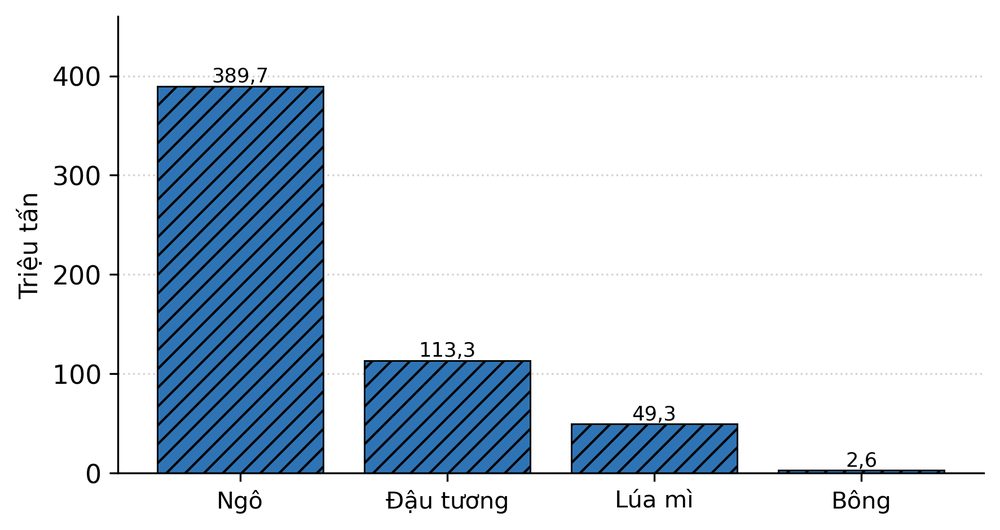 Triệu tấn
400
300
200
100
0
389,7
113,3
49,3
2,6
Ngô
Đậu tương
Lúa mì
Bông